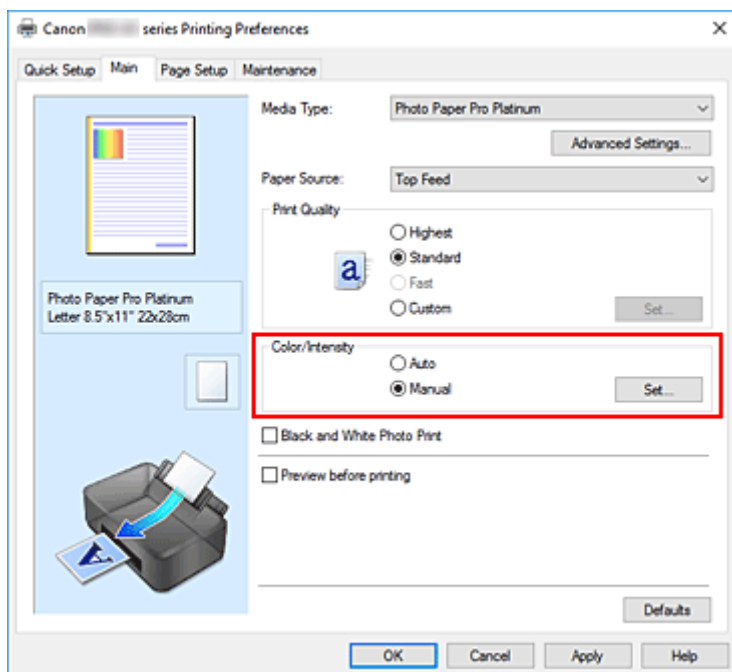 Canon series Printing Preferences
Quick Setup Main Page Setup Maintenance
Media Type: Photo Paper Pro Platinum
Advanced Settings...
Paper Source: Top Feed
Print Quality
Highest
a Standard
Fast
Custom Set...
Photo Paper Pro Platinum
Letter 8.5"x11" 22x28cm
Color/Intensity
Auto
Manual Set...
Black and White Photo Print
Preview before printing
A
Defaults
OK Cancel Apply Help